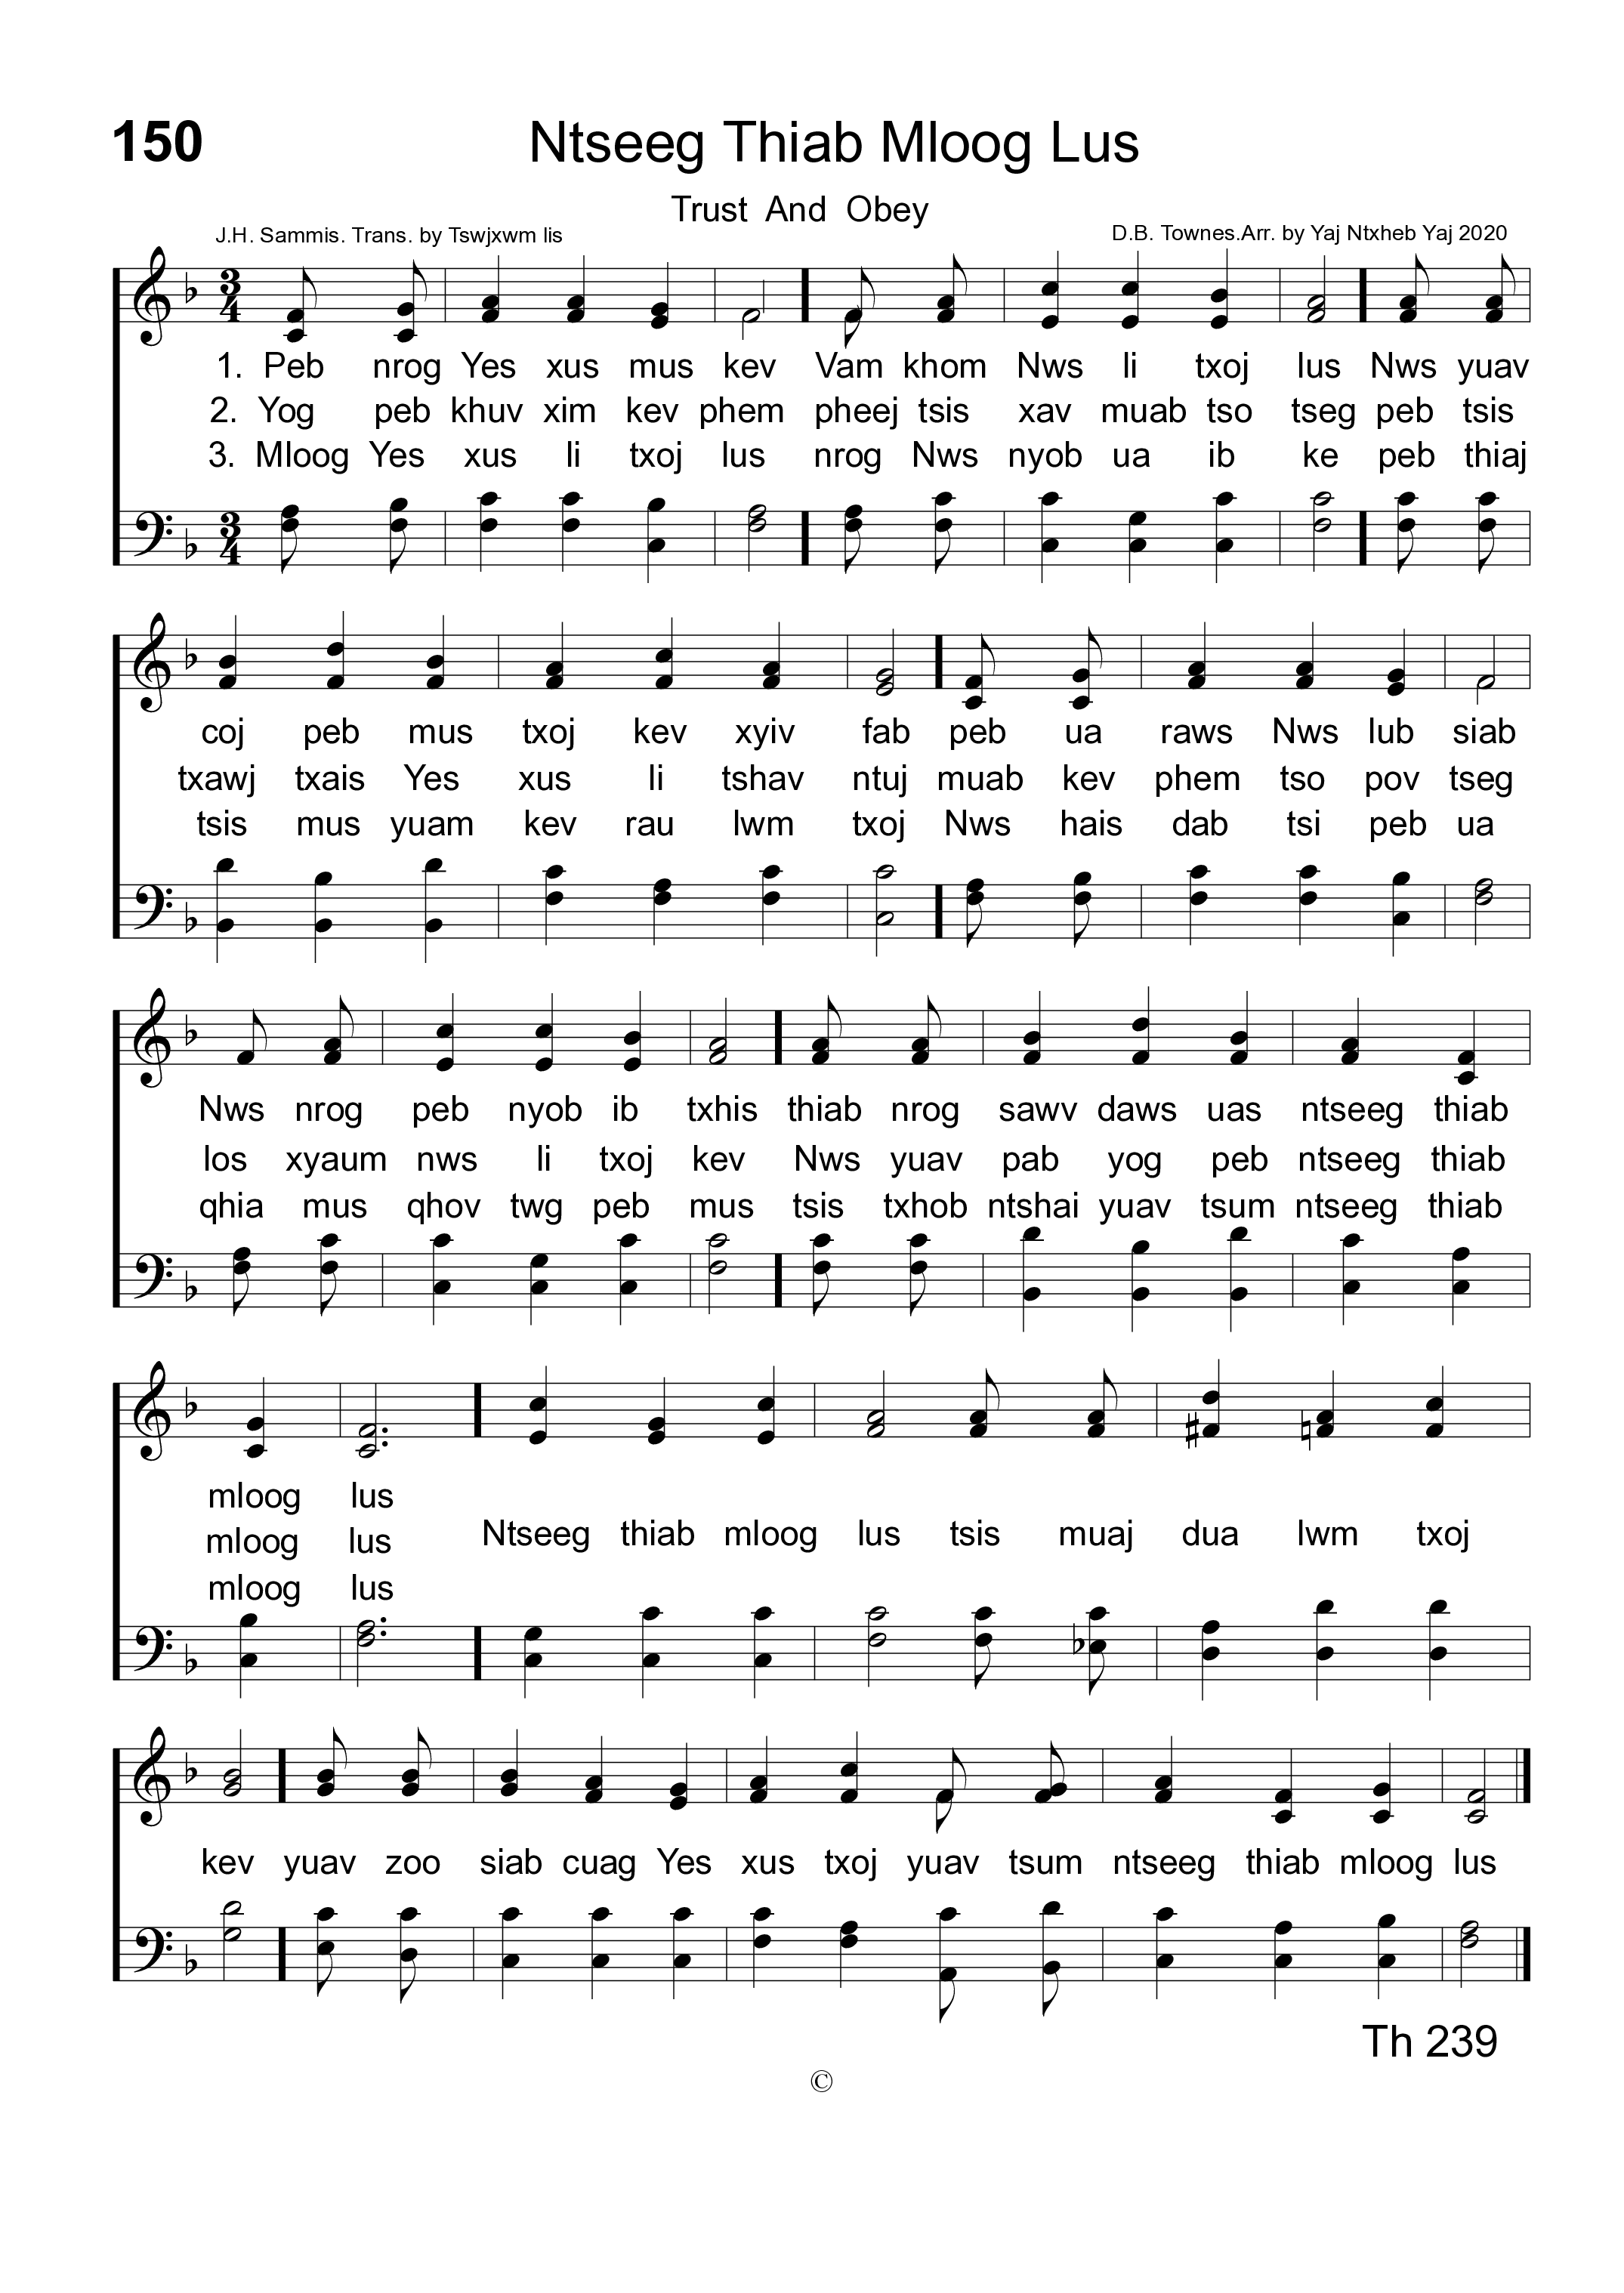 150
Ntseeg Thiab Mloog Lus
Trust And Obey
J.H. Sammis. Trans. by Tswjxwm lis
D.B. Townes.Arr. by Yaj Ntxheb Yaj 2020
1. Peb nrog Yes xus mus kev Vam khom Nws li txoj lus Nws yuav
2. Yog peb khuv xim kev phem pheej tsis xav muab tso tseg peb tsis
3. Mloog Yes xus li txoj lus nrog Nws nyob ua ib ke peb thiaj
coj peb mus txoj kev xyiv fab peb ua raws Nws lub siab
txawj txais Yes xus li tshav ntuj muab kev phem tso pov tseg
tsis mus yuam kev rau lwm txoj Nws hais dab tsi peb ua
Nws nrog peb nyob ib txhis thiab nrog sawv daws uas ntseeg thiab
los xyaum nws li txoj kev Nws yuav pab yog peb ntseeg thiab
qhia mus qhov twg peb mus tsis txhob ntshai yuav tsum ntseeg thiab
mloog lus
mloog lus
mloog lus
Ntseeg thiab mloog lus tsis muaj dua lwm txoj
kev yuav zoo siab cuag Yes xus txoj yuav tsum ntseeg thiab mloog lus
Th 239
©